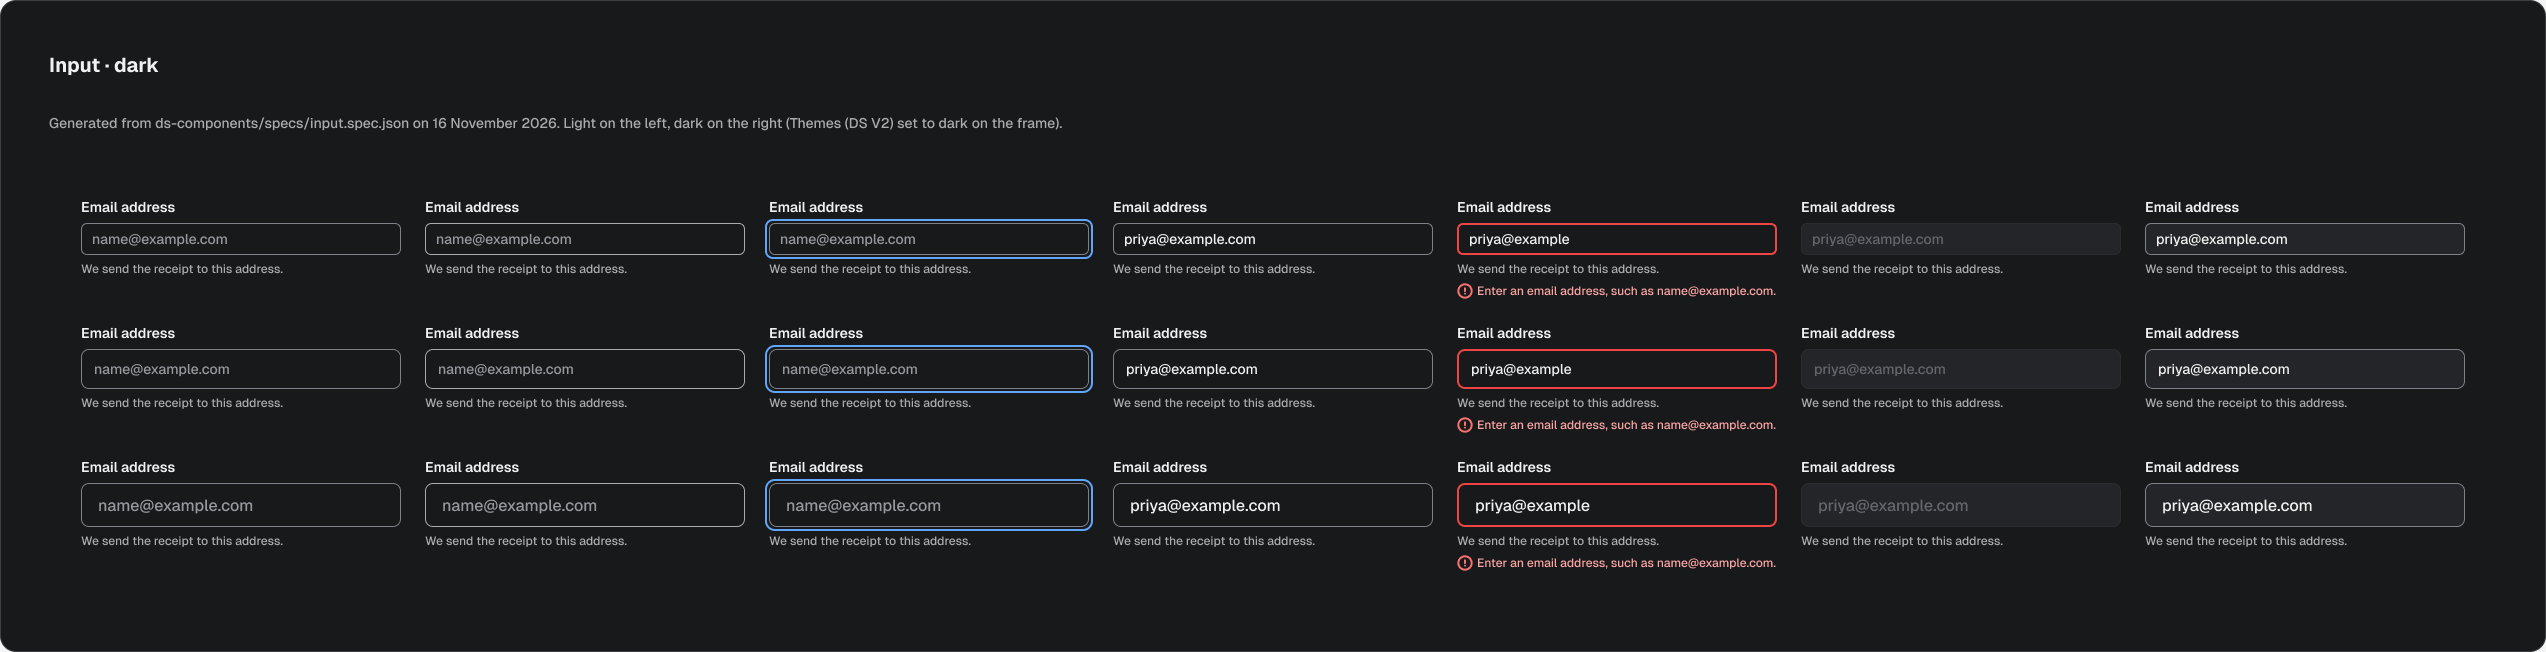 Input · dark
Generated from ds-components/specs/input.spec.json on 16 November 2026. Light on the left, dark on the right (Themes (DS V2) set to dark on the frame).
Email address Email address Email address Email address Email address Email address Email address
name@example.com name@example.com name@example.com priya@example.com priya@example priya@example.com priya@example.com
We send the receipt to this address. We send the receipt to this address. We send the receipt to this address. We send the receipt to this address. We send the receipt to this address. We send the receipt to this address. We send the receipt to this address.
Enter an email address, such as name@example.com.
Email address Email address Email address Email address Email address Email address Email address
name@example.com name@example.com name@example.com priya@example.com priya@example priya@example.com priya@example.com
We send the receipt to this address. We send the receipt to this address. We send the receipt to this address. We send the receipt to this address. We send the receipt to this address. We send the receipt to this address. We send the receipt to this address.
Enter an email address, such as name@example.com.
Email address Email address Email address Email address Email address Email address Email address
name@example.com name@example.com name@example.com priya@example.com priya@example priya@example.com priya@example.com
We send the receipt to this address. We send the receipt to this address. We send the receipt to this address. We send the receipt to this address. We send the receipt to this address. We send the receipt to this address. We send the receipt to this address.
Enter an email address, such as name@example.com.